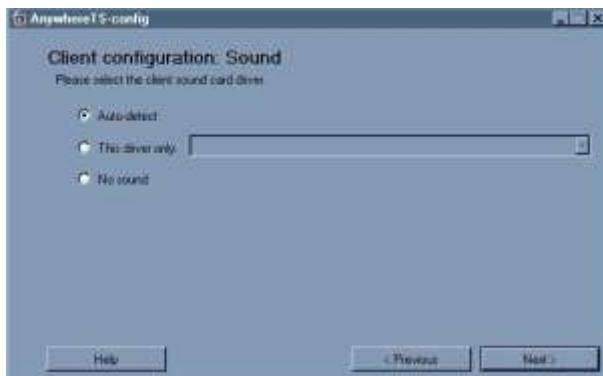 AnywhereTS-config
Client configuration: Sound
Please select the client sound card driver.
Auto-detect
This driver only
No sound
Help
< Previous
Next >